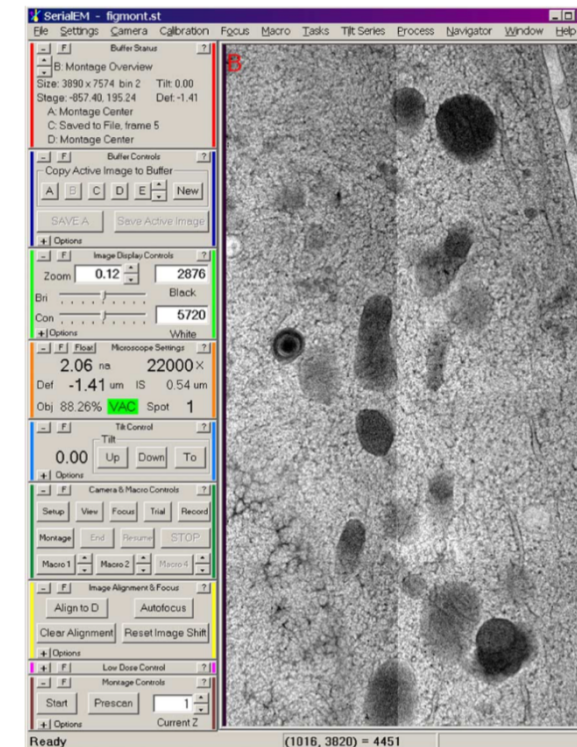 SerialEM - figmont.st
File Settings Camera Calibration Focus Macro Tasks Tilt Series Process Navigator Window Help
- F Buffer Status ?
B: Montage Overview
Size: 3890 x 7574 bin 2 Tilt: 0.00
Stage: -857.40, 195.24 Def: -1.41
A: Montage Center
C: Saved to File, frame 5
D: Montage Center
- F Buffer Controls ?
Copy Active Image to Buffer
A B C D E New
SAVE A Save Active Image
+ Options
- F Image Display Controls ?
Zoom 0.12 2876
Bri Black
Con 5720
+ Options White
- F Float Microscope Settings ?
2.06 na 22000 ×
Def -1.41 um IS 0.54 um
Obj 88.26% VAC Spot 1
- F Tilt Control ?
Tilt
0.00 Up Down To
+ Options
- F Camera & Macro Controls ?
Setup View Focus Trial Record
Montage End Resume STOP
Macro 1 Macro 2 Macro 4
- F Image Alignment & Focus ?
Align to D Autofocus
Clear Alignment Reset Image Shift
+ Options
+ F Low Dose Control ?
- F Montage Controls ?
Start Prescan 1
+ Options Current Z
B
Ready (1016, 3820) = 4451